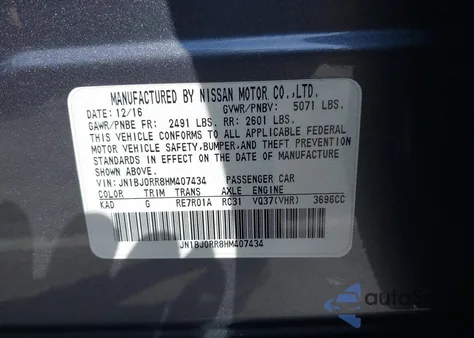 MANUFACTURED BY NISSAN MOTOR CO.,LTD.
DATE: 12/16 GVWR/PNBV: 5071 LBS.
GAWR/PNBE FR: 2491 LBS. RR: 2601 LBS.
THIS VEHICLE CONFORMS TO ALL APPLICABLE FEDERAL
MOTOR VEHICLE SAFETY, BUMPER, AND THEFT PREVENTION
STANDARDS IN EFFECT ON THE DATE OF MANUFACTURE
SHOWN ABOVE.
VIN: JN1BJ0RR8HM407434 PASSENGER CAR
COLOR TRIM TRANS AXLE ENGINE
KAD G RE7R01A RC31 VQ37(VHR) 3696CC
JN1BJ0RR8HM407434